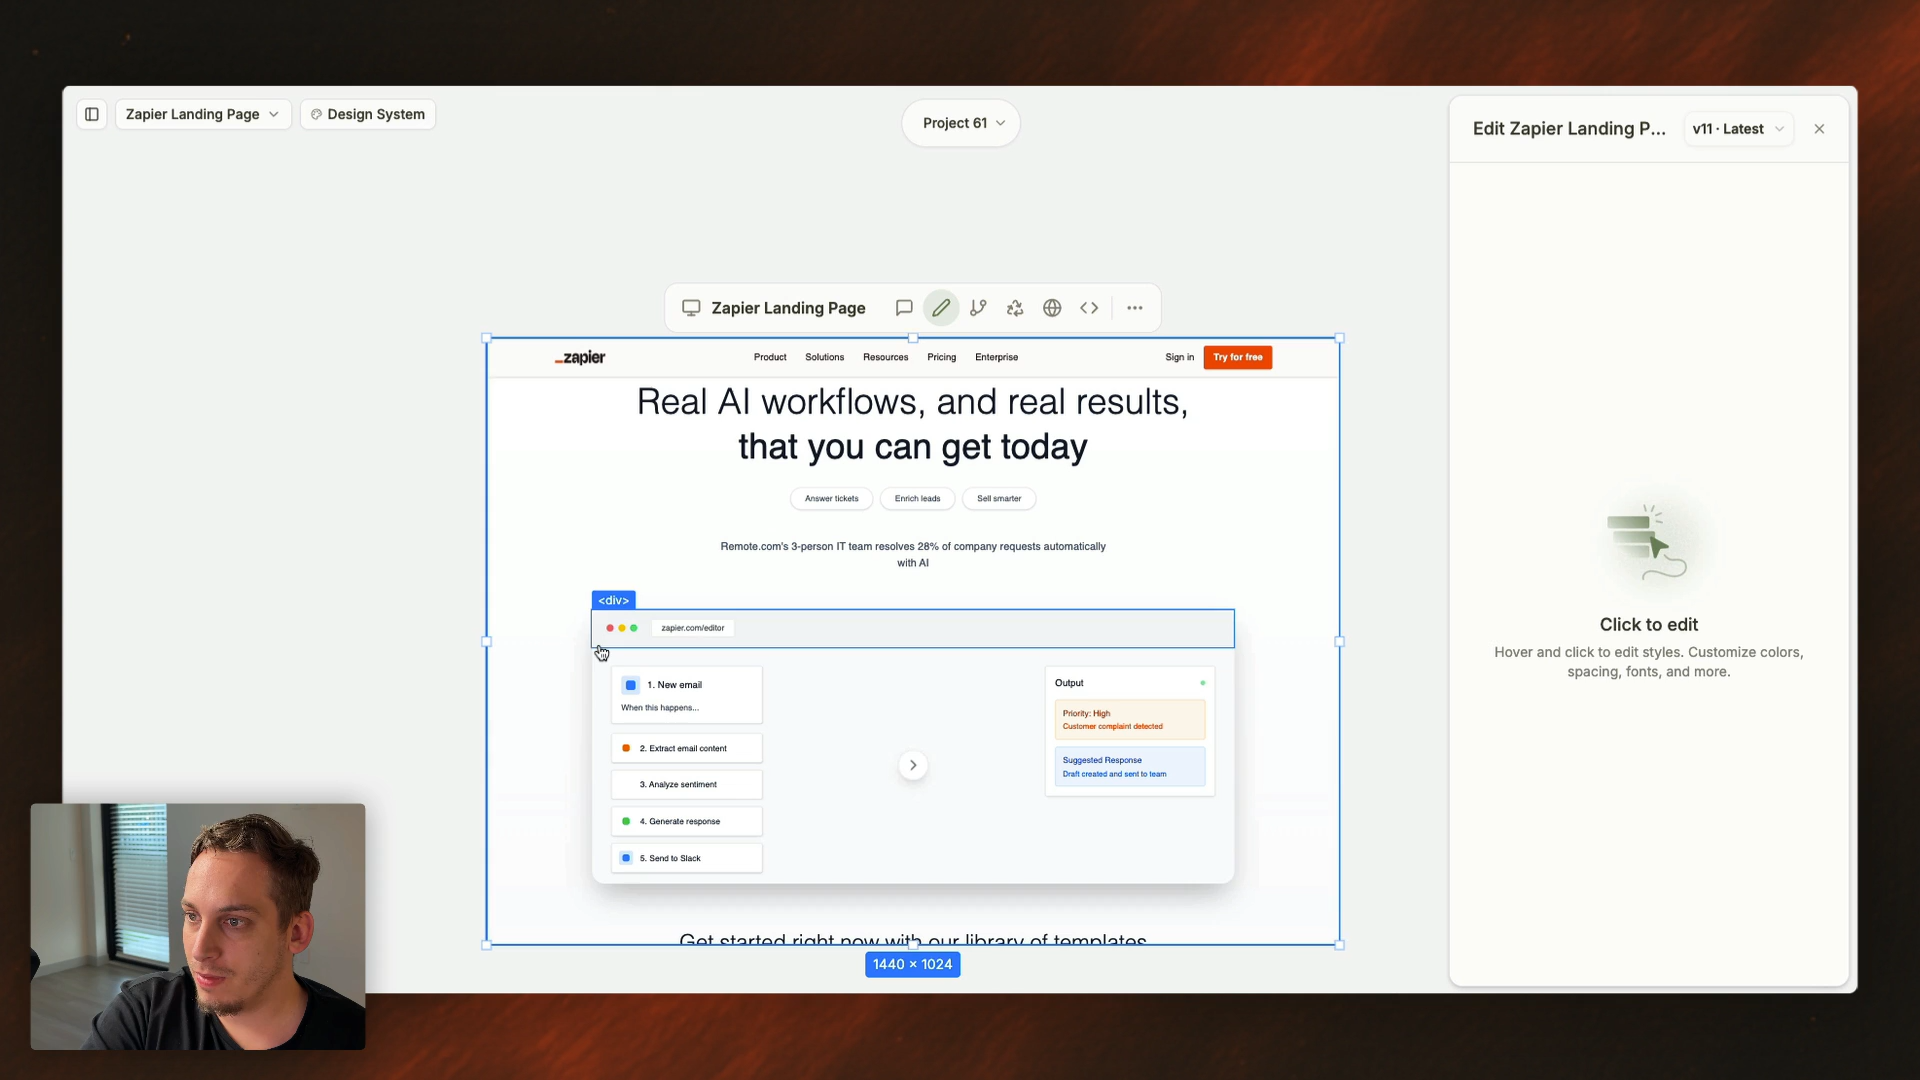 Zapier Landing Page
Design System
Project 61
Edit Zapier Landing P...
v11 · Latest
Zapier Landing Page
_zapier
Product
Solutions
Resources
Pricing
Enterprise
Sign in
Try for free
Real AI workflows, and real results,
that you can get today
Answer tickets
Enrich leads
Sell smarter
Remote.com's 3-person IT team resolves 28% of company requests automatically
with AI
<div>
zapier.com/editor
1. New email
When this happens...
2. Extract email content
3. Analyze sentiment
4. Generate response
5. Send to Slack
Output
Priority: High
Customer complaint detected
Suggested Response
Draft created and sent to team
Get started right now with our library of templates
1440 × 1024
Click to edit
Hover and click to edit styles. Customize colors,
spacing, fonts, and more.